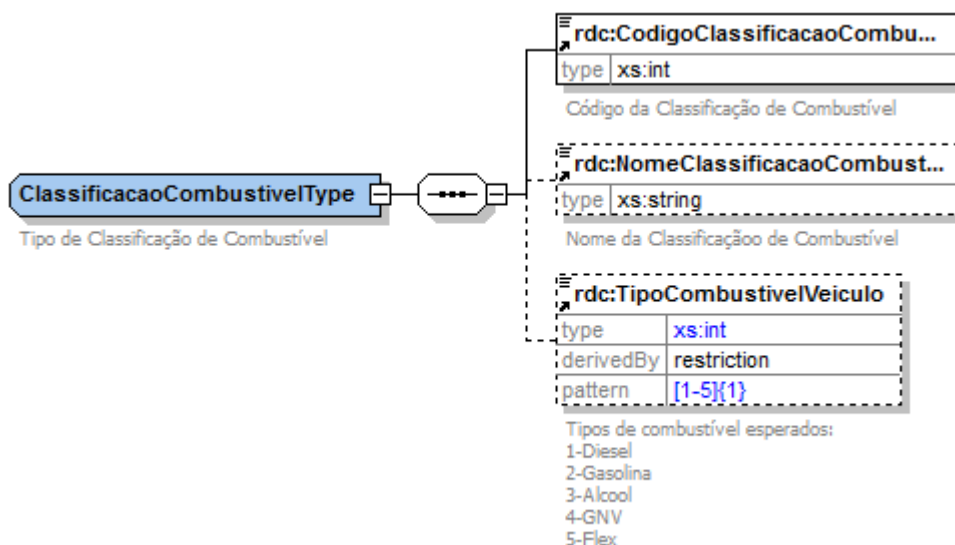 ClassificacaoCombustivelType
Tipo de Classificação de Combustível
rdc:CodigoClassificacaoCombu...
type xs:int
Código da Classificação de Combustível
rdc:NomeClassificacaoCombust...
type xs:string
Nome da Classificaçãoo de Combustível
rdc:TipoCombustivelVeiculo
type xs:int
derivedBy restriction
pattern [1-5]{1}
Tipos de combustível esperados:
1-Diesel
2-Gasolina
3-Alcool
4-GNV
5-Flex